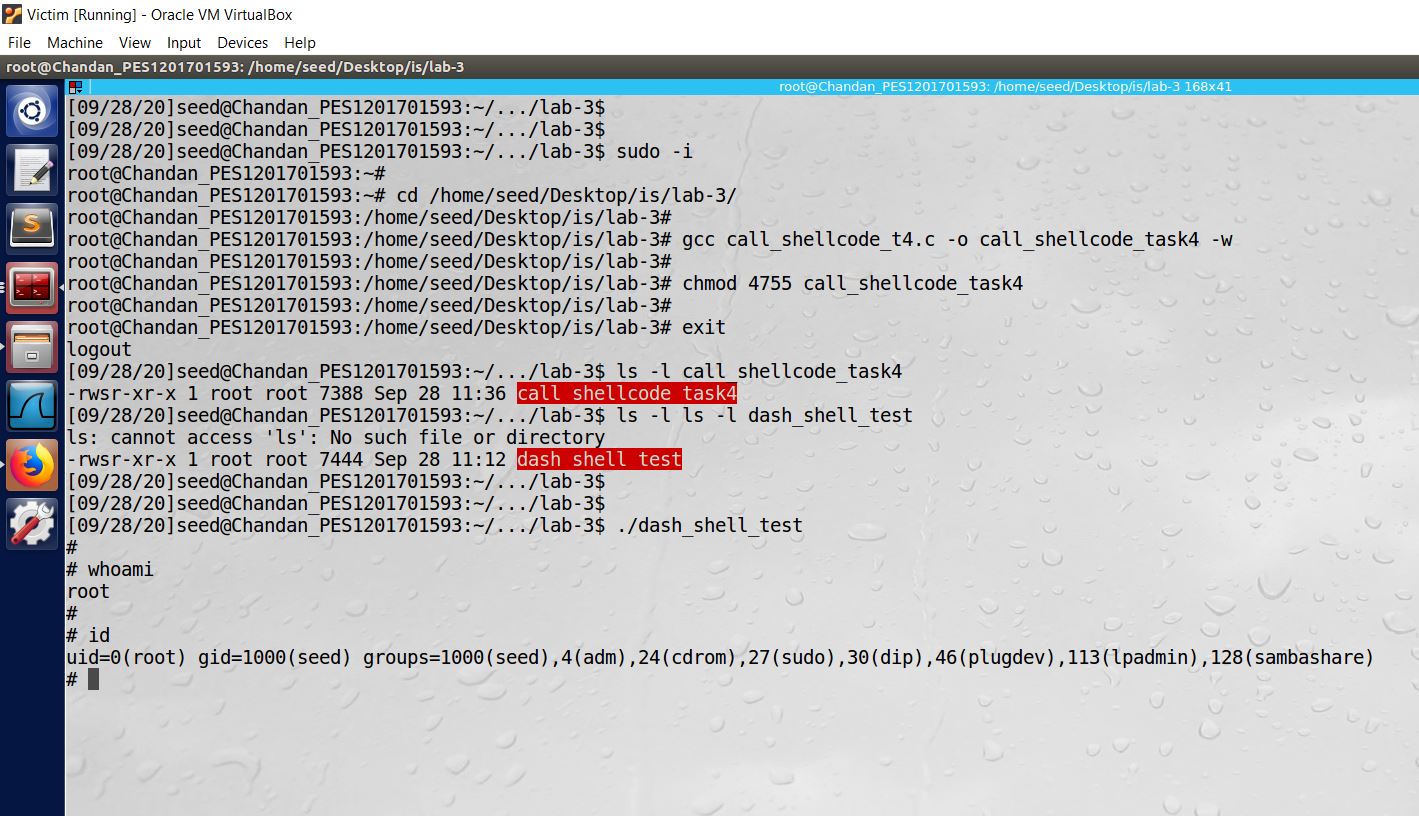 Victim [Running] - Oracle VM VirtualBox
File Machine View Input Devices Help
root@Chandan_PES1201701593: /home/seed/Desktop/is/lab-3
root@Chandan_PES1201701593: /home/seed/Desktop/is/lab-3 168x41
[09/28/20]seed@Chandan_PES1201701593:~/.../lab-3$
[09/28/20]seed@Chandan_PES1201701593:~/.../lab-3$
[09/28/20]seed@Chandan_PES1201701593:~/.../lab-3$ sudo -i
root@Chandan_PES1201701593:~#
root@Chandan_PES1201701593:~# cd /home/seed/Desktop/is/lab-3/
root@Chandan_PES1201701593:/home/seed/Desktop/is/lab-3#
root@Chandan_PES1201701593:/home/seed/Desktop/is/lab-3# gcc call_shellcode_t4.c -o call_shellcode_task4 -w
root@Chandan_PES1201701593:/home/seed/Desktop/is/lab-3#
root@Chandan_PES1201701593:/home/seed/Desktop/is/lab-3# chmod 4755 call_shellcode_task4
root@Chandan_PES1201701593:/home/seed/Desktop/is/lab-3#
root@Chandan_PES1201701593:/home/seed/Desktop/is/lab-3# exit
logout
[09/28/20]seed@Chandan_PES1201701593:~/.../lab-3$ ls -l call_shellcode_task4
-rwsr-xr-x 1 root root 7388 Sep 28 11:36 call_shellcode_task4
[09/28/20]seed@Chandan_PES1201701593:~/.../lab-3$ ls -l ls -l dash_shell_test
ls: cannot access 'ls': No such file or directory
-rwsr-xr-x 1 root root 7444 Sep 28 11:12 dash_shell_test
[09/28/20]seed@Chandan_PES1201701593:~/.../lab-3$
[09/28/20]seed@Chandan_PES1201701593:~/.../lab-3$
[09/28/20]seed@Chandan_PES1201701593:~/.../lab-3$ ./dash_shell_test
#
# whoami
root
#
# id
uid=0(root) gid=1000(seed) groups=1000(seed),4(adm),24(cdrom),27(sudo),30(dip),46(plugdev),113(lpadmin),128(sambashare)
#